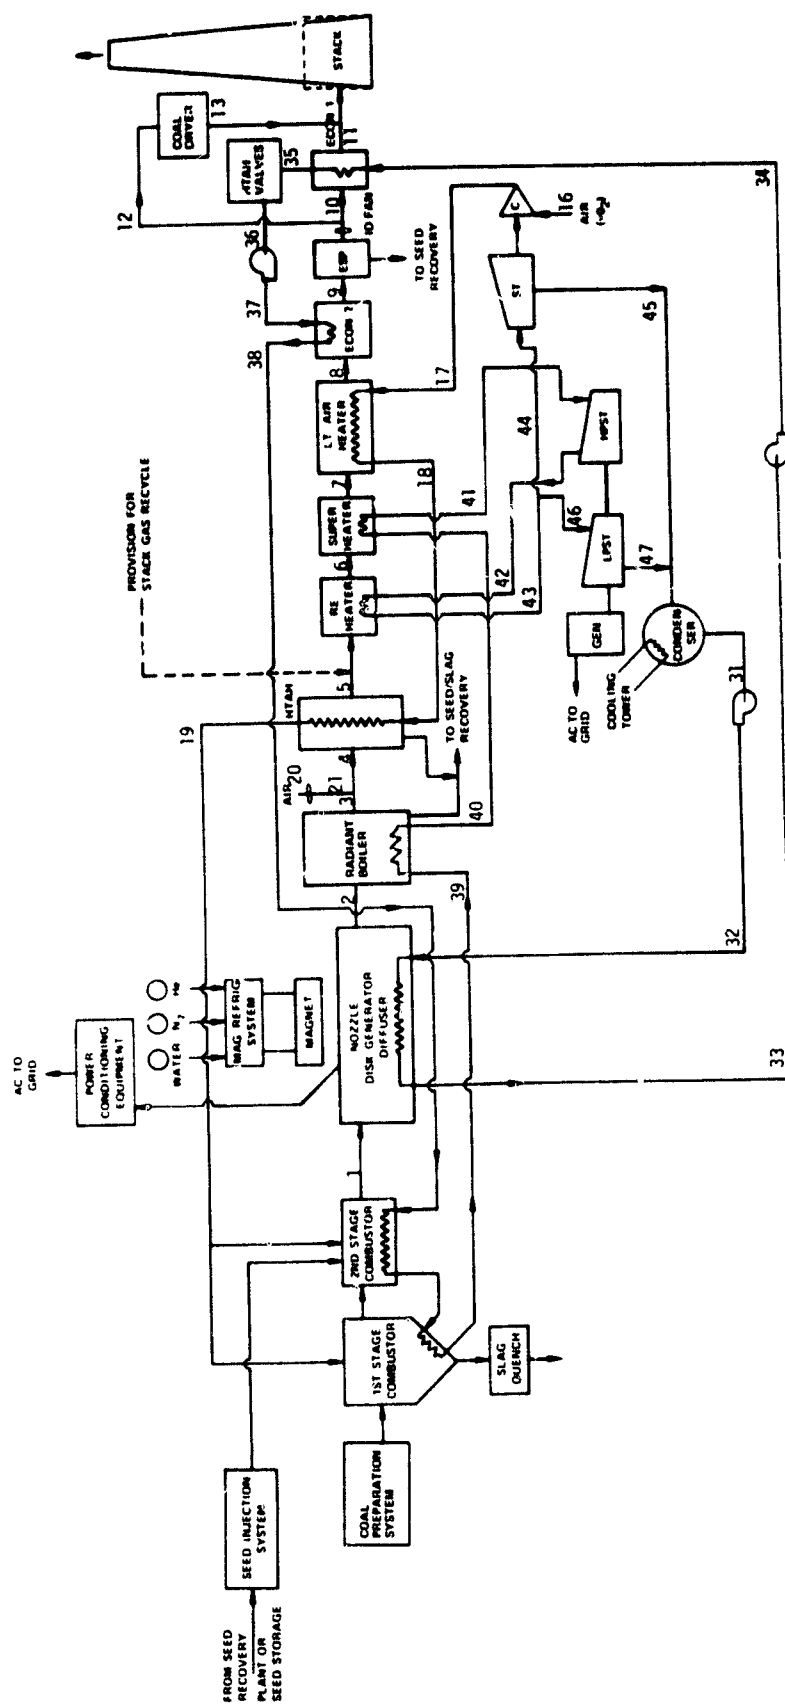 STACK
13
COAL
DRYER
ECON 1
11
35
MTAH
VALVES
12
10
ID FAN
36
ESP
TO SEED
RECOVERY
9
37
ECON 2
38
8
LT AIR
HEATER
17
C
16
AIR
(+O2)
ST
34
45
44
HPST
7
18
41
SUPER
HEATER
6
46
LPST
47
42
43
RE
HEATER
PROVISION FOR
STACK GAS RECYCLE
GEN
CONDEN
SER
31
AC TO
GRID
COOLING
TOWER
5
HTAH
19
TO SEED/SLAG
RECOVERY
4
AIR
20
21
3
40
RADIANT
BOILER
39
2
32
He
N2
WATER
MAG REFRIG
SYSTEM
MAGNET
NOZZLE
DISK GENERATOR
DIFFUSER
33
AC TO
GRID
POWER
CONDITIONING
EQUIPMENT
1
2ND STAGE
COMBUSTOR
1ST STAGE
COMBUSTOR
SLAG
QUENCH
COAL
PREPARATION
SYSTEM
SEED INJECTION
SYSTEM
FROM SEED
RECOVERY
PLANT OR
SEED STORAGE